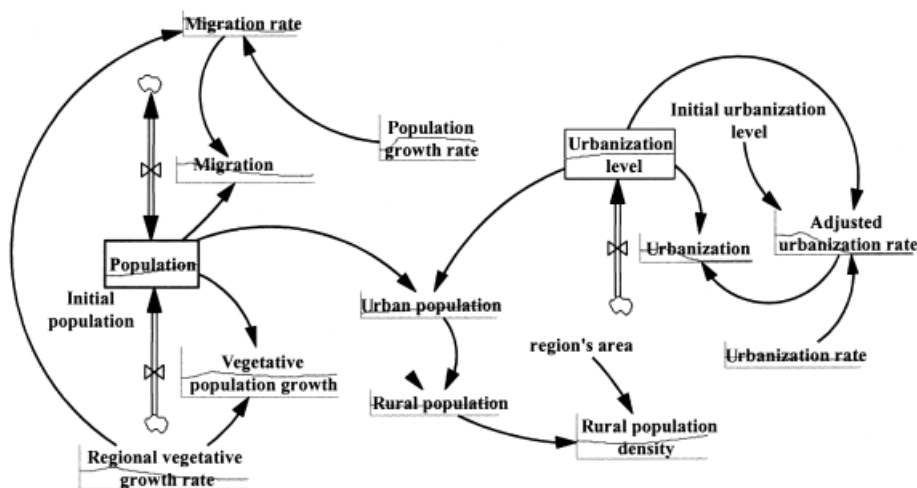 Migration rate
Population
growth rate
Migration
Initial urbanization
level
Urbanization
level
Adjusted
urbanization rate
Urbanization
Population
Initial
population
Urban population
Urbanization rate
region's area
Vegetative
population growth
Rural population
Rural population
density
Regional vegetative
growth rate